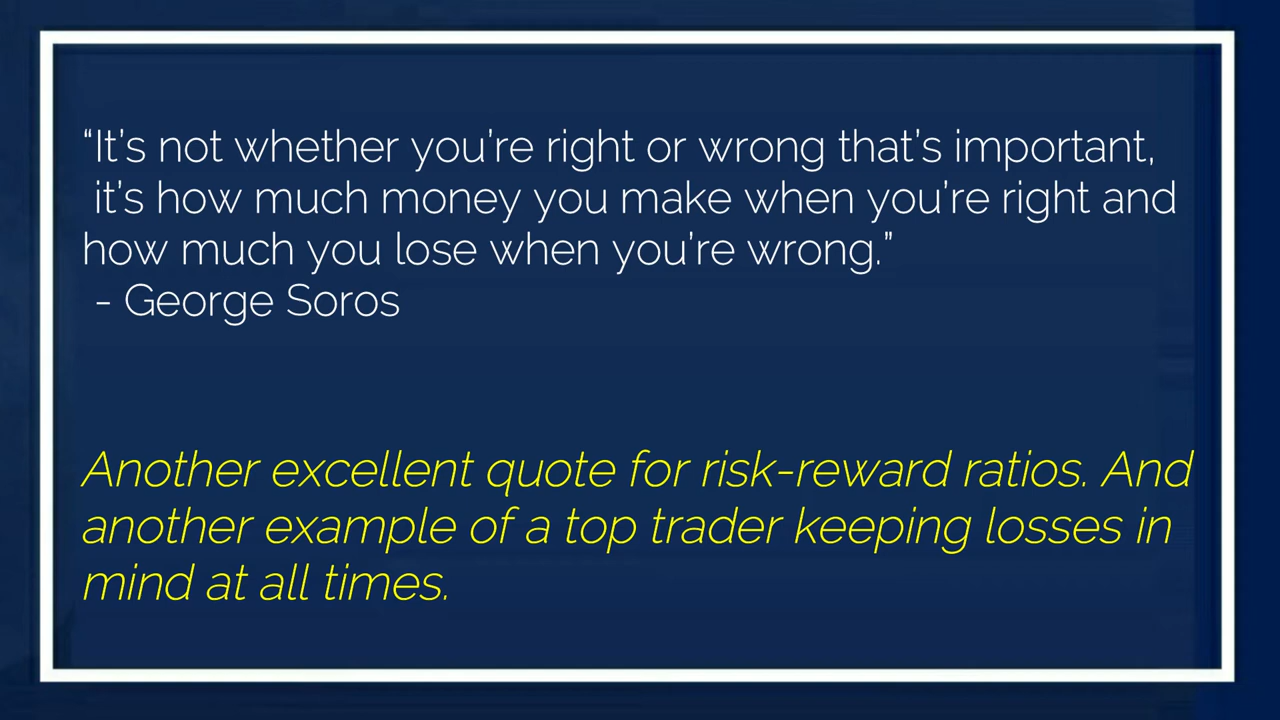 “It’s not whether you’re right or wrong that’s important,
it’s how much money you make when you’re right and
how much you lose when you’re wrong.”
- George Soros
Another excellent quote for risk-reward ratios. And
another example of a top trader keeping losses in
mind at all times.